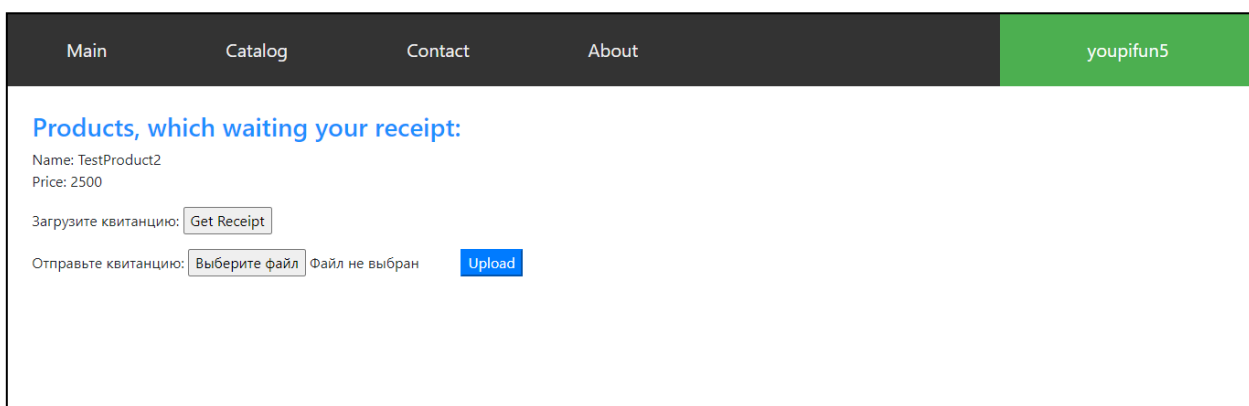 Main Catalog Contact About youpifun5
Products, which waiting your receipt:
Name: TestProduct2
Price: 2500
Загрузите квитанцию: Get Receipt
Отправьте квитанцию: Выберите файл Файл не выбран Upload